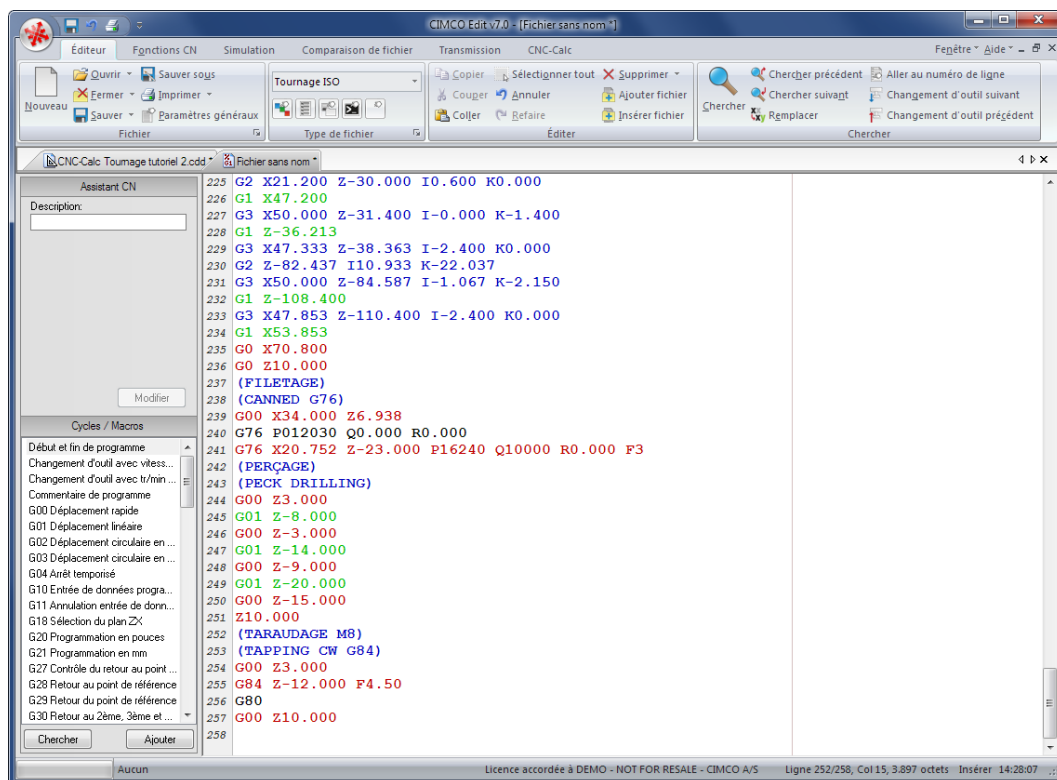 CIMCO Edit v7.0 - [Fichier sans nom *]
Éditeur Fonctions CN Simulation Comparaison de fichier Transmission CNC-Calc Fenêtre Aide
Nouveau
Ouvrir Sauver sous
Fermer Imprimer
Sauver Paramètres généraux
Fichier
Tournage ISO
Type de fichier
Copier Sélectionner tout Supprimer
Couper Annuler Ajouter fichier
Coller Refaire Insérer fichier
Éditer
Chercher
Chercher précédent Aller au numéro de ligne
Chercher suivant Changement d'outil suivant
Remplacer Changement d'outil précédent
Chercher
CNC-Calc Tournage tutoriel 2.cdd * Fichier sans nom *
Assistant CN
Description:
Modifier
Cycles / Macros
Début et fin de programme
Changement d'outil avec vitess...
Changement d'outil avec tr/min ...
Commentaire de programme
G00 Déplacement rapide
G01 Déplacement linéaire
G02 Déplacement circulaire en ...
G03 Déplacement circulaire en ...
G04 Arrêt temporisé
G10 Entrée de données progra...
G11 Annulation entrée de donn...
G18 Sélection du plan ZX
G20 Programmation en pouces
G21 Programmation en mm
G27 Contrôle du retour au point ...
G28 Retour au point de référence
G29 Retour du point de référence
G30 Retour au 2ème, 3ème et ...
Chercher Ajouter
225 G2 X21.200 Z-30.000 I0.600 K0.000
226 G1 X47.200
227 G3 X50.000 Z-31.400 I-0.000 K-1.400
228 G1 Z-36.213
229 G3 X47.333 Z-38.363 I-2.400 K0.000
230 G2 Z-82.437 I10.933 K-22.037
231 G3 X50.000 Z-84.587 I-1.067 K-2.150
232 G1 Z-108.400
233 G3 X47.853 Z-110.400 I-2.400 K0.000
234 G1 X53.853
235 G0 X70.800
236 G0 Z10.000
237 (FILETAGE)
238 (CANNED G76)
239 G00 X34.000 Z6.938
240 G76 P012030 Q0.000 R0.000
241 G76 X20.752 Z-23.000 P16240 Q10000 R0.000 F3
242 (PERÇAGE)
243 (PECK DRILLING)
244 G00 Z3.000
245 G01 Z-8.000
246 G00 Z-3.000
247 G01 Z-14.000
248 G00 Z-9.000
249 G01 Z-20.000
250 G00 Z-15.000
251 Z10.000
252 (TARAUDAGE M8)
253 (TAPPING CW G84)
254 G00 Z3.000
255 G84 Z-12.000 F4.50
256 G80
257 G00 Z10.000
258
Aucun Licence accordée à DEMO - NOT FOR RESALE - CIMCO A/S Ligne 252/258, Col 15, 3.897 octets Insérer 14:28:07